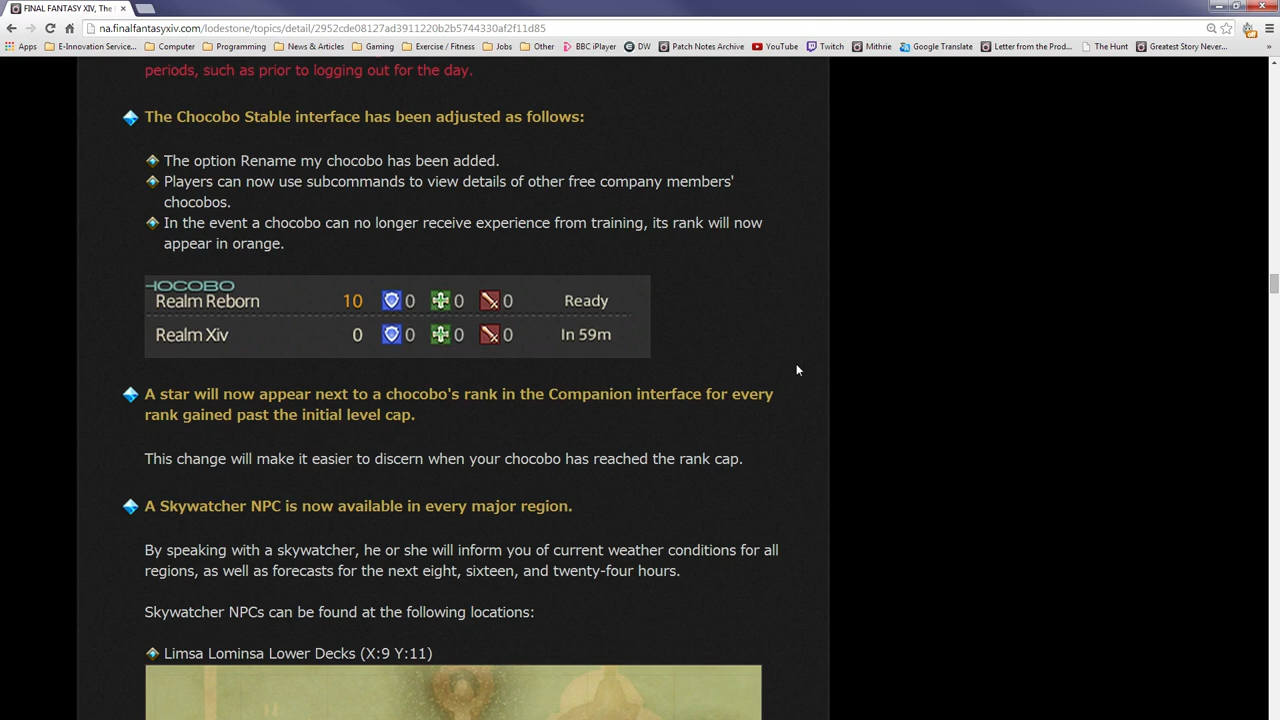 FINAL FANTASY XIV, The
na.finalfantasyxiv.com/lodestone/topics/detail/2952cde08127ad3911220b2b5744330af2f11d85
Apps E-Innovation Service... Computer Programming News & Articles Gaming Exercise / Fitness Jobs Other BBC iPlayer DW Patch Notes Archive YouTube Twitch Mithrie Google Translate Letter from the Prod... The Hunt Greatest Story Never... »
periods, such as prior to logging out for the day.
The Chocobo Stable interface has been adjusted as follows:
The option Rename my chocobo has been added.
Players can now use subcommands to view details of other free company members'
chocobos.
In the event a chocobo can no longer receive experience from training, its rank will now
appear in orange.
HOCOBO
Realm Reborn 10 0 0 0 Ready
Realm Xiv 0 0 0 0 In 59m
A star will now appear next to a chocobo's rank in the Companion interface for every
rank gained past the initial level cap.
This change will make it easier to discern when your chocobo has reached the rank cap.
A Skywatcher NPC is now available in every major region.
By speaking with a skywatcher, he or she will inform you of current weather conditions for all
regions, as well as forecasts for the next eight, sixteen, and twenty-four hours.
Skywatcher NPCs can be found at the following locations:
Limsa Lominsa Lower Decks (X:9 Y:11)